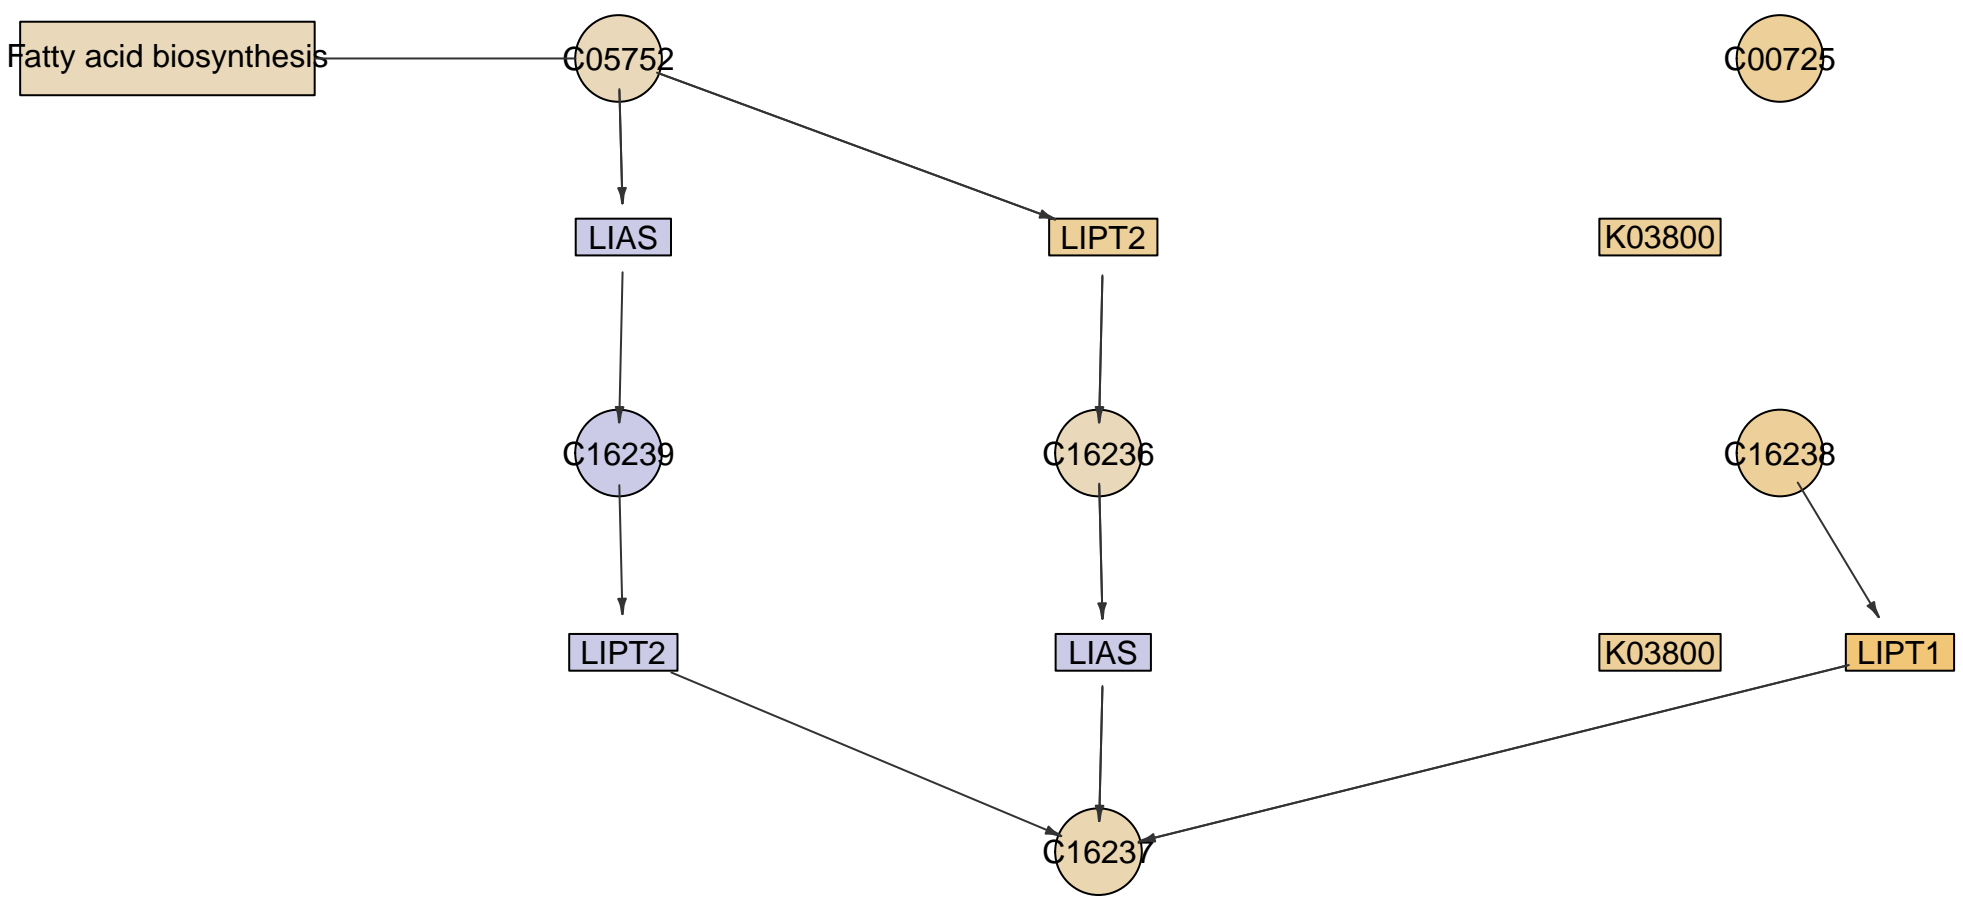 Fatty acid biosynthesis
C05752
C00725
LIAS
LIPT2
K03800
C16239
C16236
C16238
LIPT2
LIAS
K03800
LIPT1
C16237